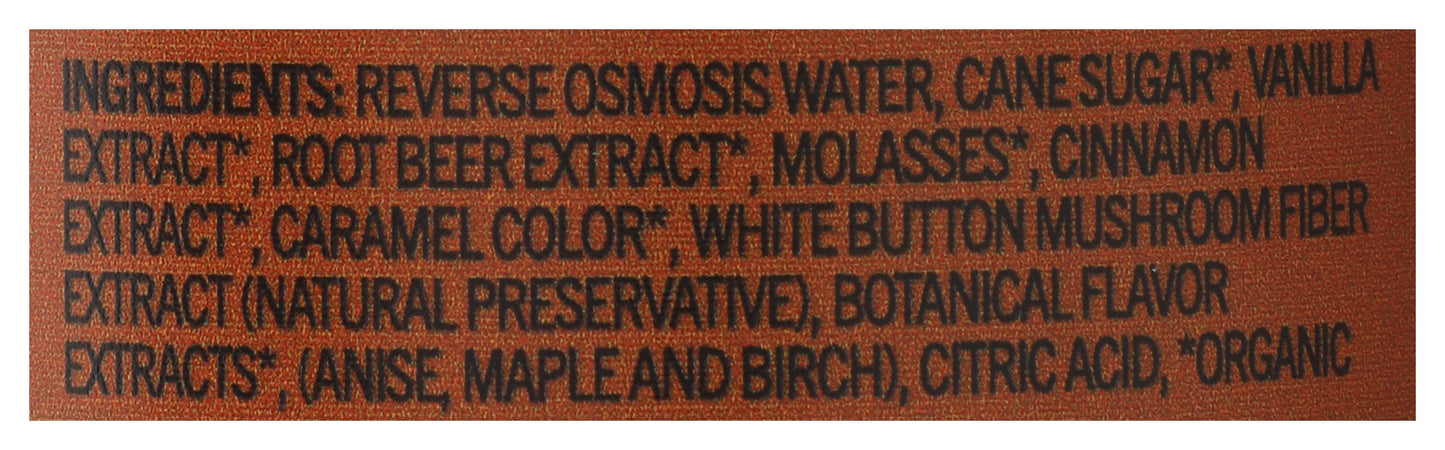 INGREDIENTS: REVERSE OSMOSIS WATER, CANE SUGAR*, VANILLA
EXTRACT*, ROOT BEER EXTRACT*, MOLASSES*, CINNAMON
EXTRACT*, CARAMEL COLOR*, WHITE BUTTON MUSHROOM FIBER
EXTRACT (NATURAL PRESERVATIVE), BOTANICAL FLAVOR
EXTRACTS*, (ANISE, MAPLE AND BIRCH), CITRIC ACID, *ORGANIC